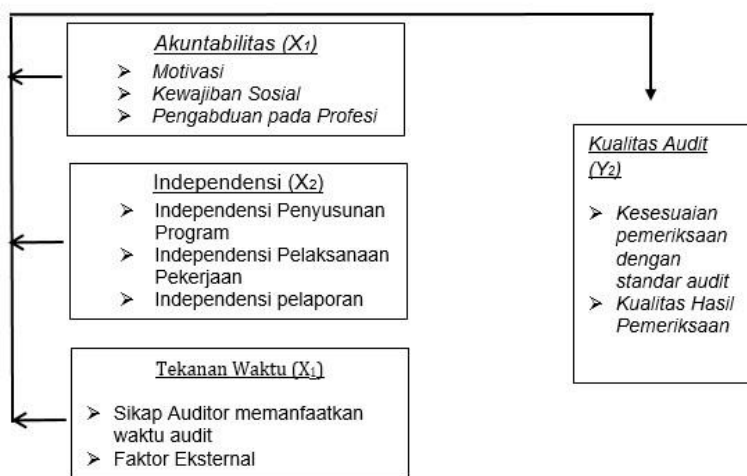 Akuntabilitas (X1)
➢ Motivasi
➢ Kewajiban Sosial
➢ Pengabduan pada Profesi
Independensi (X2)
➢ Independensi Penyusunan
Program
➢ Independensi Pelaksanaan
Pekerjaan
➢ Independensi pelaporan
Tekanan Waktu (X1)
➢ Sikap Auditor memanfaatkan
waktu audit
➢ Faktor Eksternal
Kualitas Audit
(Y2)
➢ Kesesuaian
pemeriksaan
dengan
standar audit
➢ Kualitas Hasil
Pemeriksaan